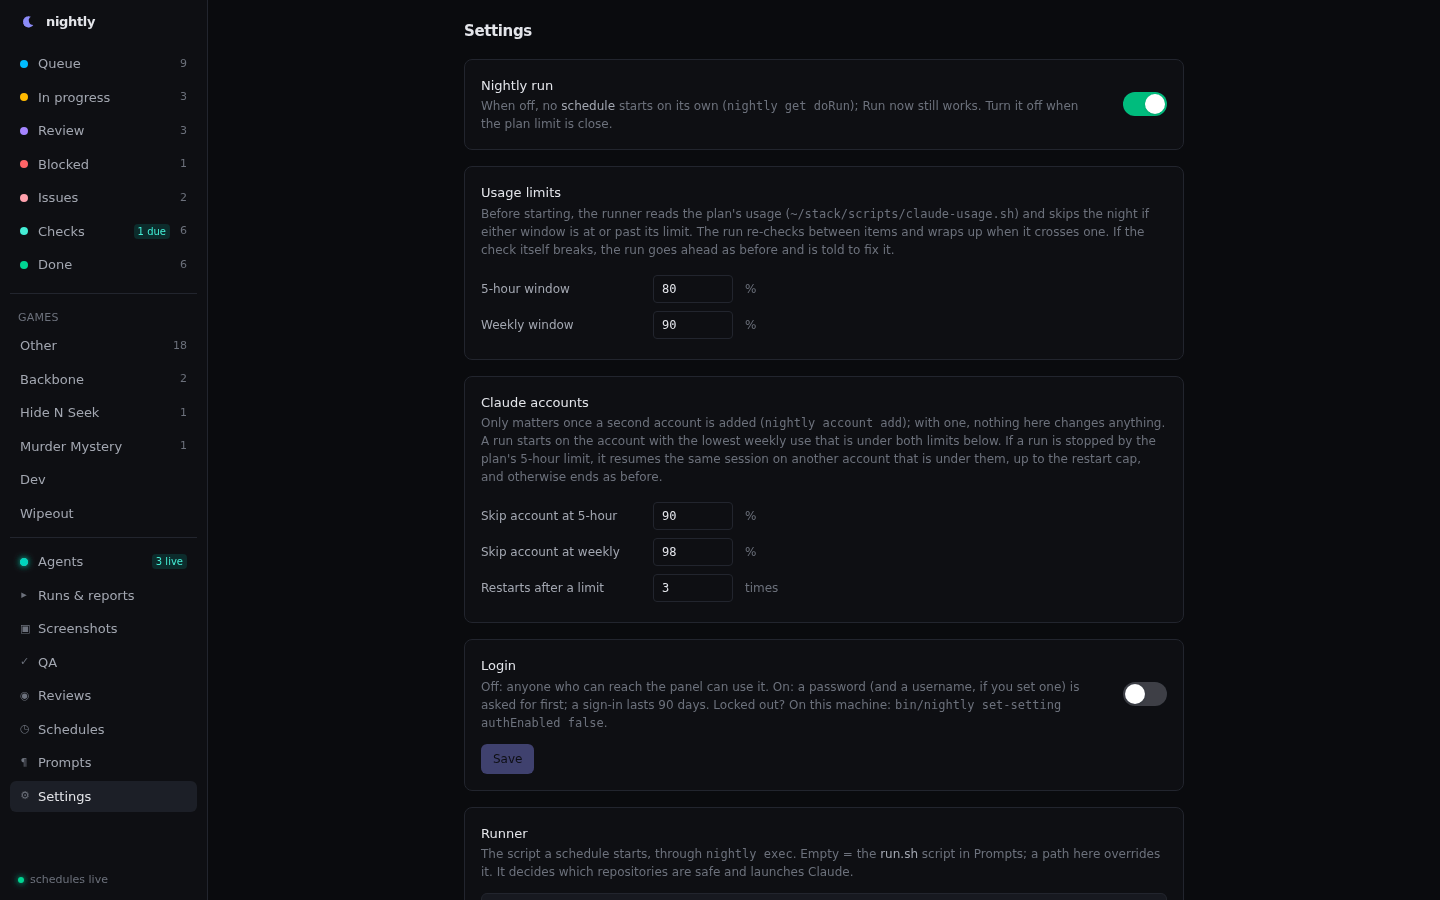 nightly
Queue 9
In progress 3
Review 3
Blocked 1
Issues 2
Checks 1 due 6
Done 6
GAMES
Other 18
Backbone 2
Hide N Seek 1
Murder Mystery 1
Dev
Wipeout
Agents 3 live
Runs & reports
Screenshots
QA
Reviews
Schedules
Prompts
Settings
schedules live
Settings
Nightly run
When off, no schedule starts on its own (nightly get doRun); Run now still works. Turn it off when
the plan limit is close.
Usage limits
Before starting, the runner reads the plan's usage (~/stack/scripts/claude-usage.sh) and skips the night if
either window is at or past its limit. The run re-checks between items and wraps up when it crosses one. If the
check itself breaks, the run goes ahead as before and is told to fix it.
5-hour window 80 %
Weekly window 90 %
Claude accounts
Only matters once a second account is added (nightly account add); with one, nothing here changes anything.
A run starts on the account with the lowest weekly use that is under both limits below. If a run is stopped by the
plan's 5-hour limit, it resumes the same session on another account that is under them, up to the restart cap,
and otherwise ends as before.
Skip account at 5-hour 90 %
Skip account at weekly 98 %
Restarts after a limit 3 times
Login
Off: anyone who can reach the panel can use it. On: a password (and a username, if you set one) is
asked for first; a sign-in lasts 90 days. Locked out? On this machine: bin/nightly set-setting
authEnabled false.
Save
Runner
The script a schedule starts, through nightly exec. Empty = the run.sh script in Prompts; a path here overrides
it. It decides which repositories are safe and launches Claude.